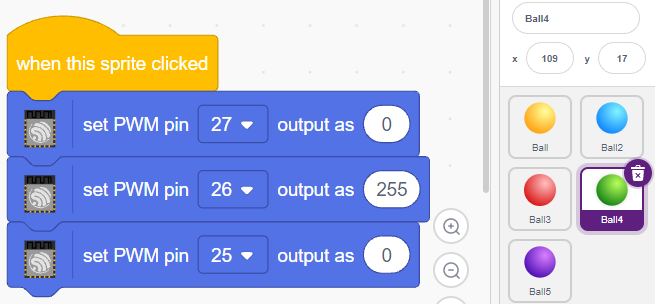 when this sprite clicked
set PWM pin 27 output as 0
set PWM pin 26 output as 255
set PWM pin 25 output as 0
Ball4
x 109 y 17
Ball Ball2
Ball3 Ball4
Ball5